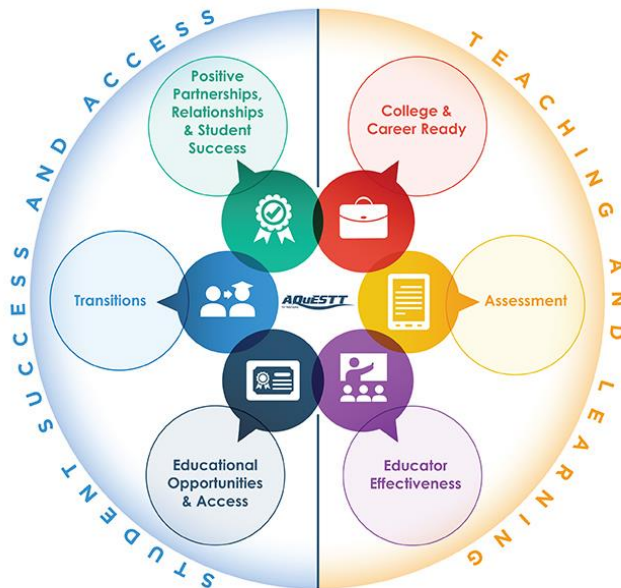 STUDENT SUCCESS AND ACCESS
TEACHING AND LEARNING
Positive
Partnerships,
Relationships
& Student
Success
College &
Career Ready
Transitions
AQuESTT
Assessment
Educational
Opportunities
& Access
Educator
Effectiveness